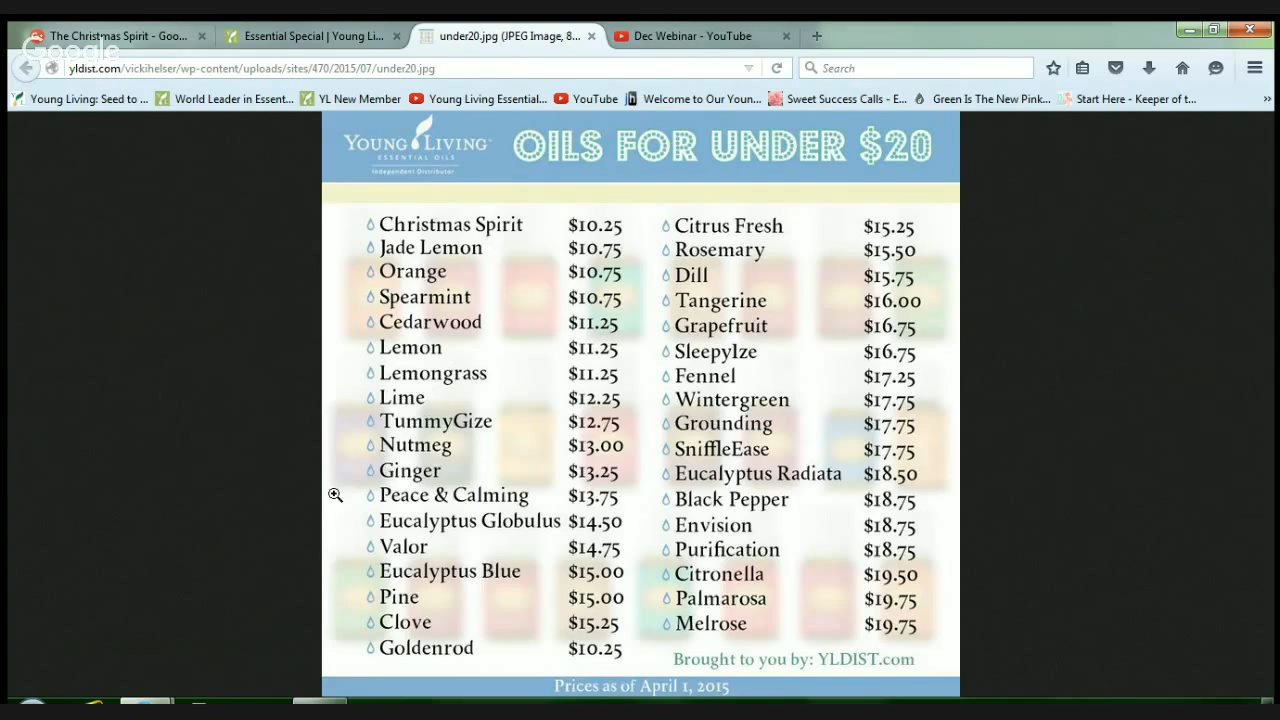 The Christmas Spirit - Goo...
Essential Special | Young Li...
under20.jpg (JPEG Image, 8...
Dec Webinar - YouTube
Google
yldist.com/vickihelser/wp-content/uploads/sites/470/2015/07/under20.jpg
Search
Young Living: Seed to ...
World Leader in Essent...
YL New Member
Young Living Essential...
YouTube
Welcome to Our Youn...
Sweet Success Calls - E...
Green Is The New Pink...
Start Here - Keeper of t...
YOUNG LIVING
ESSENTIAL OILS
Independent Distributor
OILS FOR UNDER $20
Christmas Spirit $10.25
Jade Lemon $10.75
Orange $10.75
Spearmint $10.75
Cedarwood $11.25
Lemon $11.25
Lemongrass $11.25
Lime $12.25
TummyGize $12.75
Nutmeg $13.00
Ginger $13.25
Peace & Calming $13.75
Eucalyptus Globulus $14.50
Valor $14.75
Eucalyptus Blue $15.00
Pine $15.00
Clove $15.25
Goldenrod $10.25
Citrus Fresh $15.25
Rosemary $15.50
Dill $15.75
Tangerine $16.00
Grapefruit $16.75
SleepyIze $16.75
Fennel $17.25
Wintergreen $17.75
Grounding $17.75
SniffleEase $17.75
Eucalyptus Radiata $18.50
Black Pepper $18.75
Envision $18.75
Purification $18.75
Citronella $19.50
Palmarosa $19.75
Melrose $19.75
Brought to you by: YLDIST.com
Prices as of April 1, 2015